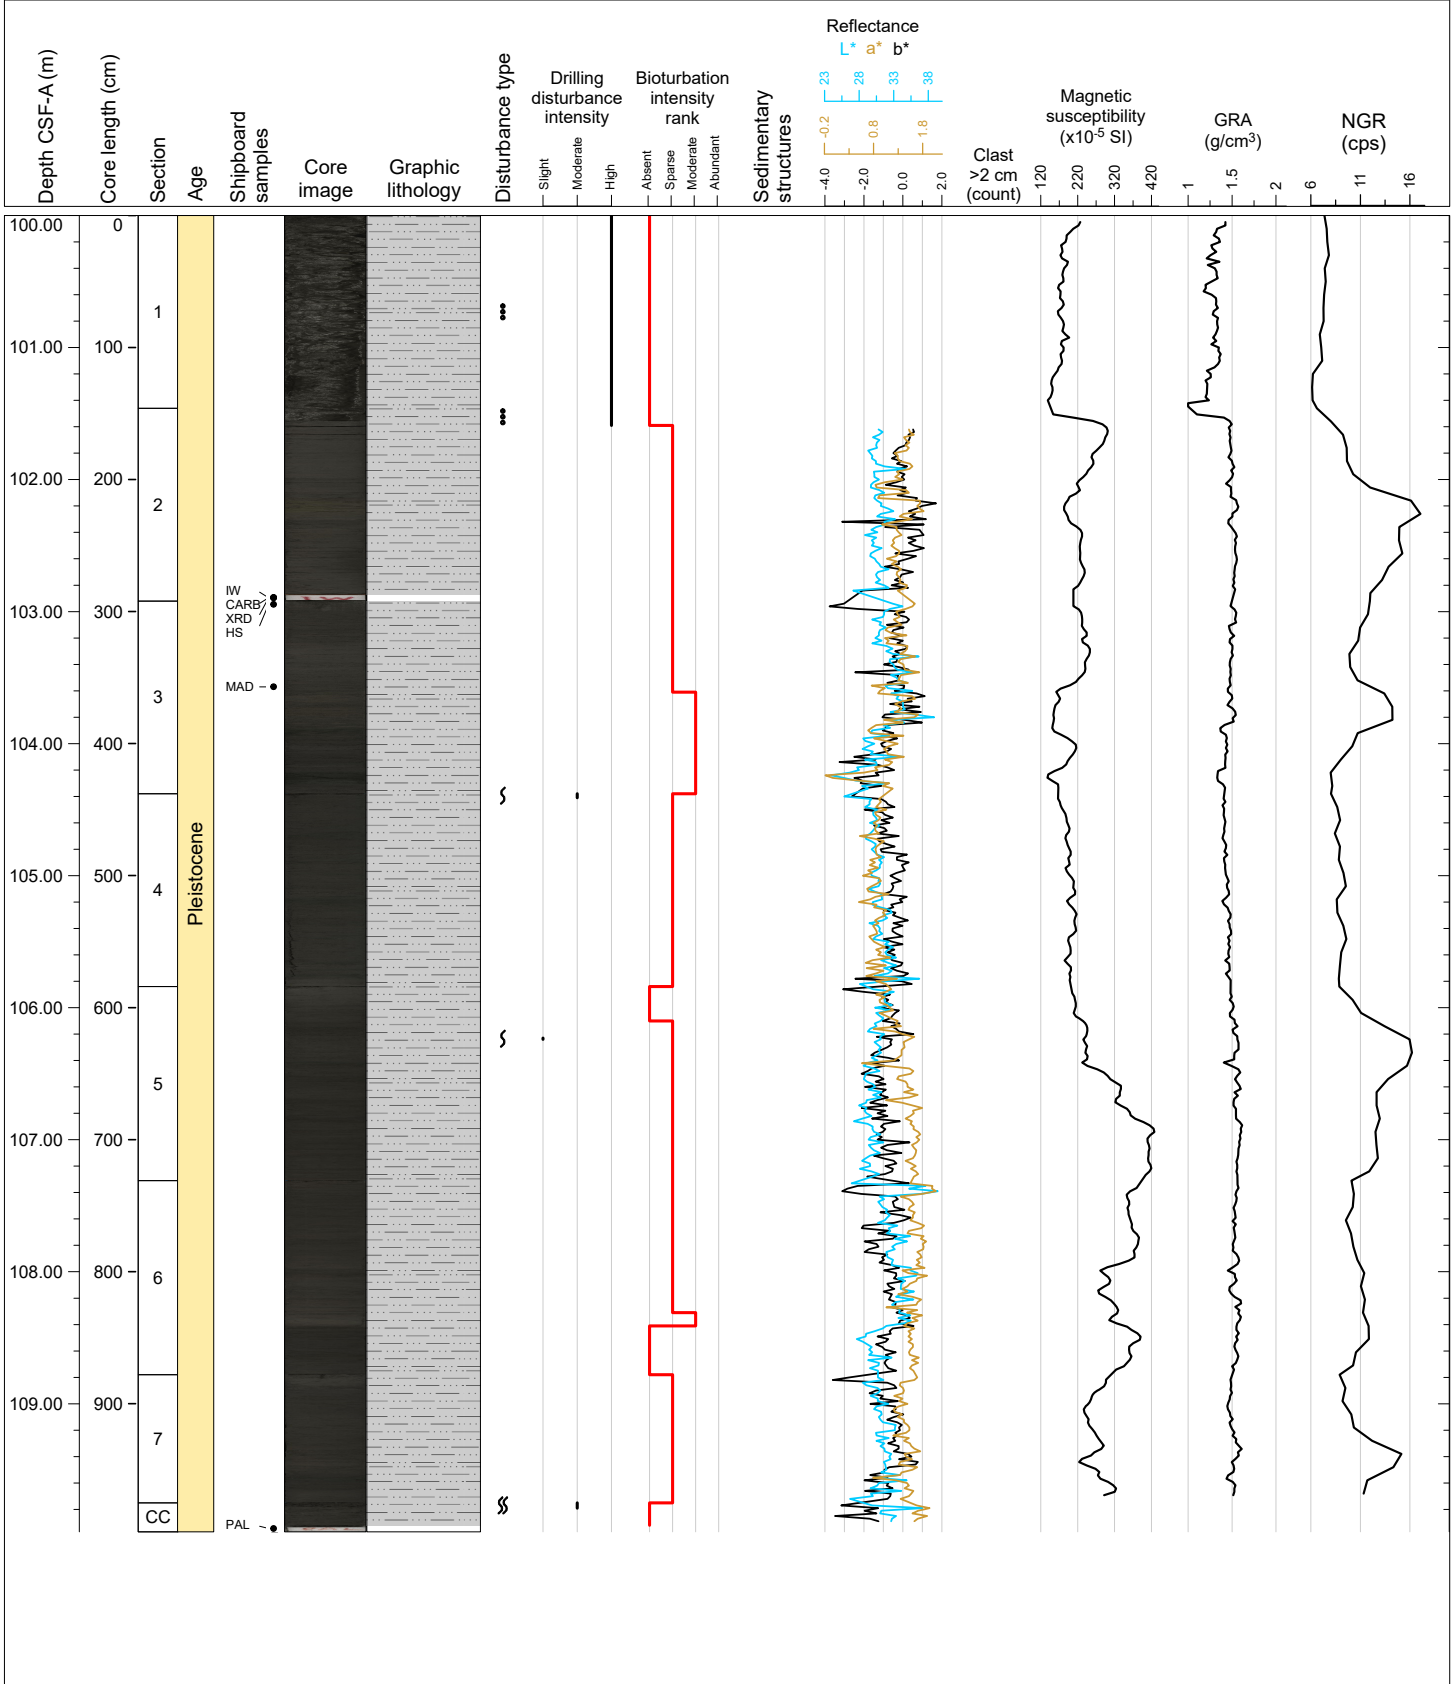 Depth CSF-A (m)
Core length (cm)
Section
Age
Shipboard
samples
Core
image
Graphic
lithology
Disturbance type
Drilling
disturbance
intensity
Slight
Moderate
High
Bioturbation
intensity
rank
Absent
Sparse
Moderate
Abundant
Sedimentary
structures
Reflectance
L* a* b*
23 28 33 38
-0.2 0.8 1.8
-4.0 -2.0 0.0 2.0
Clast
>2 cm
(count)
Magnetic
susceptibility
(x10-5 SI)
120 220 320 420
GRA
(g/cm3)
1 1.5 2
NGR
(cps)
6 11 16
100.00 0
1
101.00 100
102.00 200
2
IW
CARB
XRD
HS
103.00 300
MAD
3
104.00 400
Pleistocene
105.00 500
4
106.00 600
5
107.00 700
108.00 800
6
109.00 900
7
CC
PAL